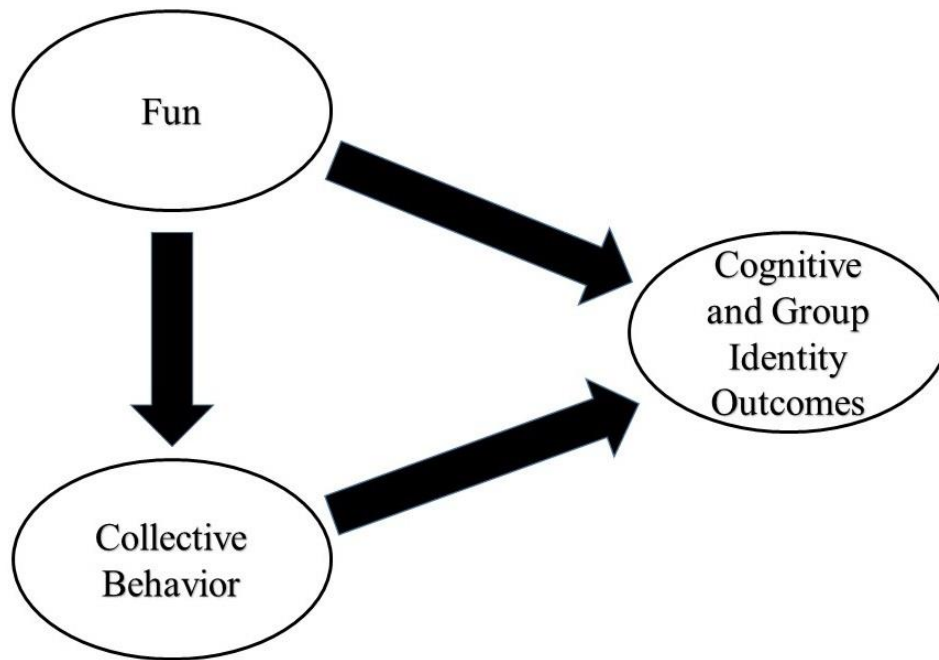 Fun
Cognitive
and Group
Identity
Outcomes
Collective
Behavior